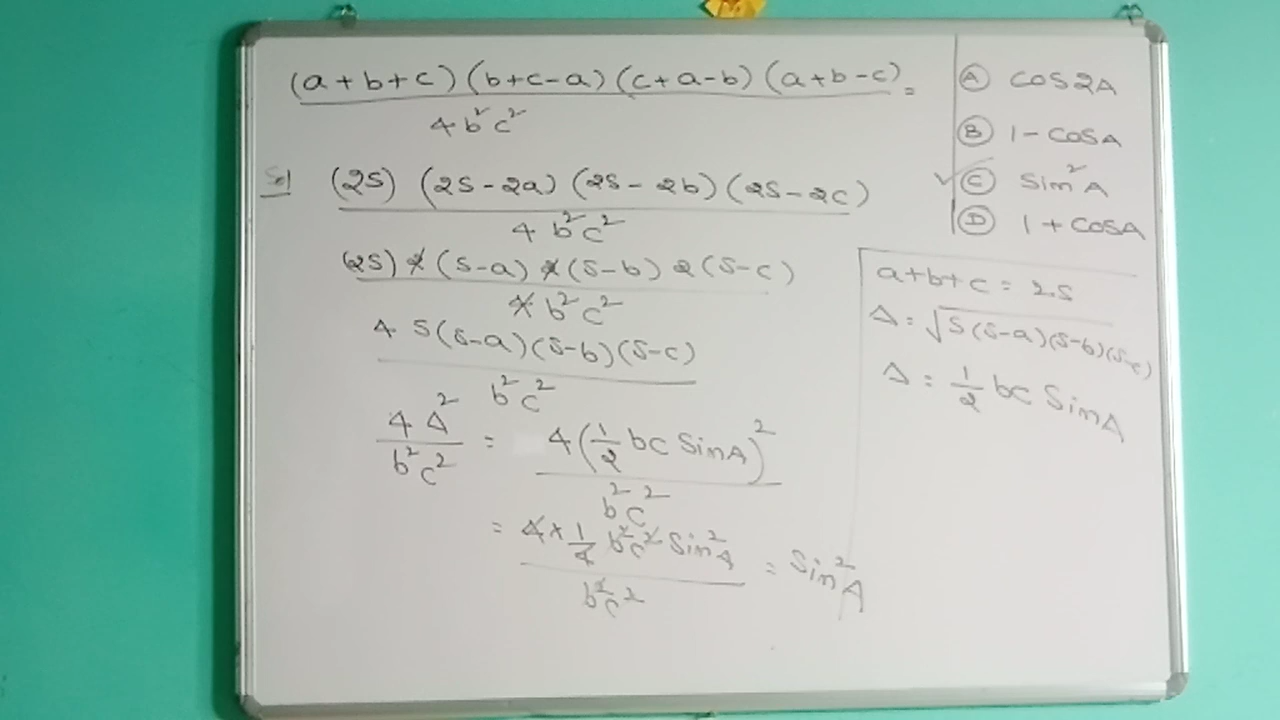 (a+b+c) (b+c-a) (c+a-b) (a+b-c) =
4b²c²
Sol (2S) (2S-2a) (2S-2b) (2S-2c)
4 b²c²
(2S) 2(S-a) 2(S-b) 2(S-c)
4 b²c²
4 S(S-a)(S-b)(S-c)
b²c²
4Δ² = 4(1/2 bc SinA)²
b²c² b²c²
= 4×1/4 b²c² Sin²A = Sin²A
b²c²
(A) COS2A
(B) 1 - COSA
✓(C) Sin²A
(D) 1 + COSA
a+b+c = 2S
Δ = √S(S-a)(S-b)(S-c)
Δ = 1/2 bc SinA